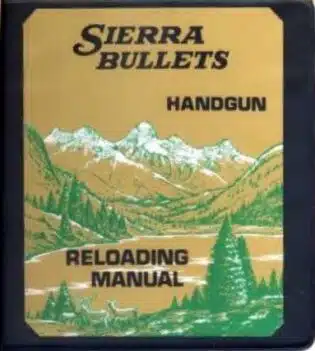 SIERRA
BULLETS
HANDGUN
RELOADING
MANUAL